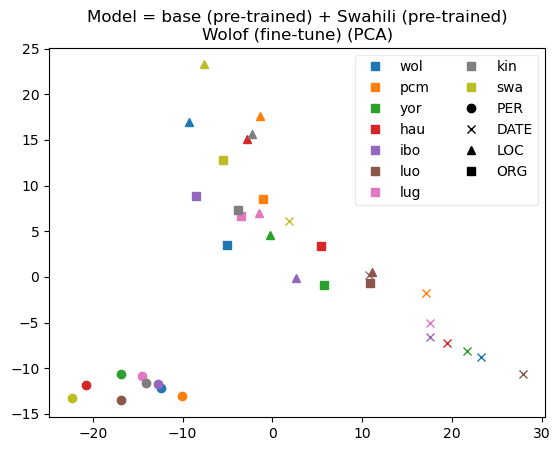 Model = base (pre-trained) + Swahili (pre-trained)
Wolof (fine-tune) (PCA)
25
20
15
10
5
0
−5
−10
−15
−20
−10
0
10
20
30
wol
pcm
yor
hau
ibo
luo
lug
kin
swa
PER
DATE
LOC
ORG